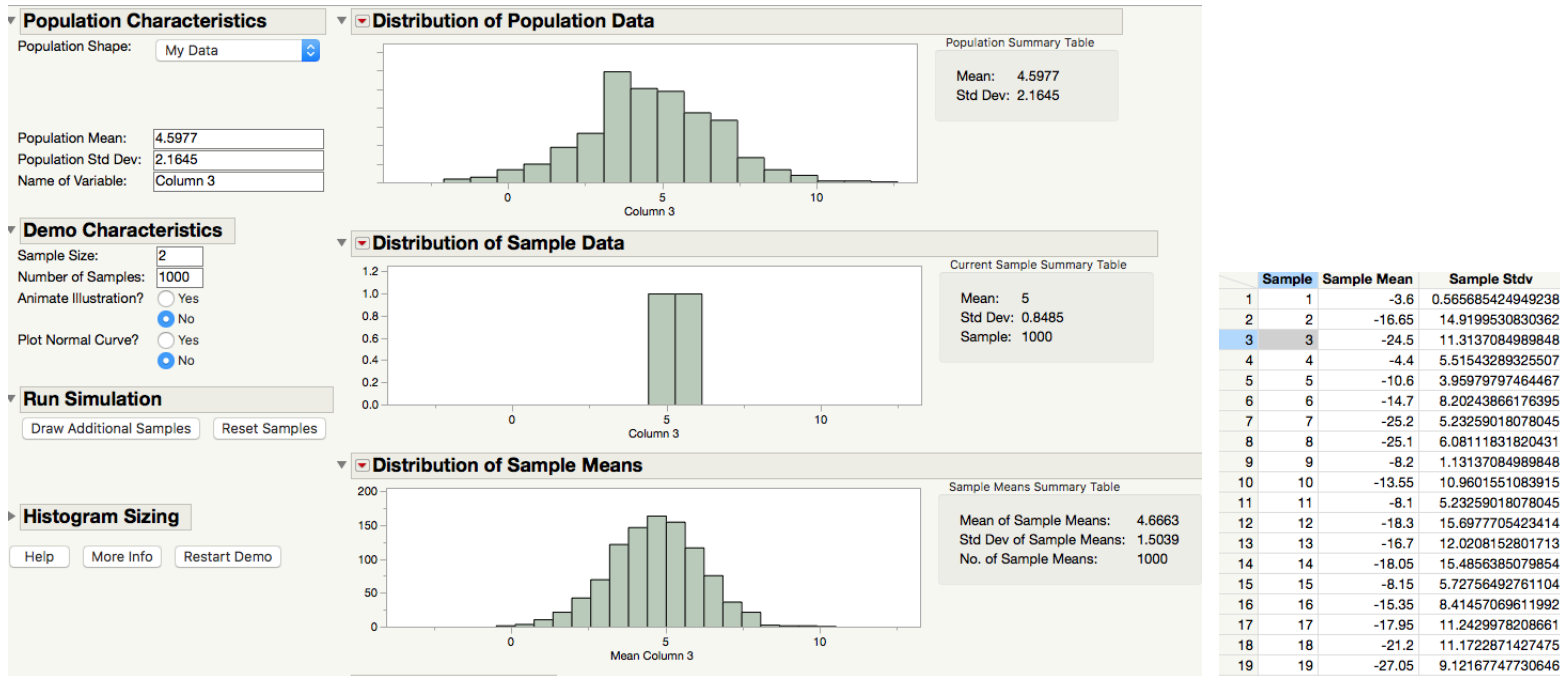 Population Characteristics
Population Shape: My Data
Population Mean: 4.5977
Population Std Dev: 2.1645
Name of Variable: Column 3
Demo Characteristics
Sample Size: 2
Number of Samples: 1000
Animate Illustration? Yes
No
Plot Normal Curve? Yes
No
Run Simulation
Draw Additional Samples Reset Samples
Histogram Sizing
Help More Info Restart Demo
Distribution of Population Data
0 5 10
Column 3
Population Summary Table
Mean: 4.5977
Std Dev: 2.1645
Distribution of Sample Data
1.2
1.0
0.8
0.6
0.4
0.2
0.0
0 5 10
Column 3
Current Sample Summary Table
Mean: 5
Std Dev: 0.8485
Sample: 1000
Distribution of Sample Means
200
150
100
50
0
0 5 10
Mean Column 3
Sample Means Summary Table
Mean of Sample Means: 4.6663
Std Dev of Sample Means: 1.5039
No. of Sample Means: 1000
Sample Sample Mean Sample Stdv
1 1 -3.6 0.565685424949238
2 2 -16.65 14.9199530830362
3 3 -24.5 11.3137084989848
4 4 -4.4 5.51543289325507
5 5 -10.6 3.95979797464467
6 6 -14.7 8.20243866176395
7 7 -25.2 5.23259018078045
8 8 -25.1 6.08111831820431
9 9 -8.2 1.13137084989848
10 10 -13.55 10.9601551083915
11 11 -8.1 5.23259018078045
12 12 -18.3 15.6977705423414
13 13 -16.7 12.0208152801713
14 14 -18.05 15.4856385079854
15 15 -8.15 5.72756492761104
16 16 -15.35 8.41457069611992
17 17 -17.95 11.2429978208661
18 18 -21.2 11.1722871427475
19 19 -27.05 9.12167747730646